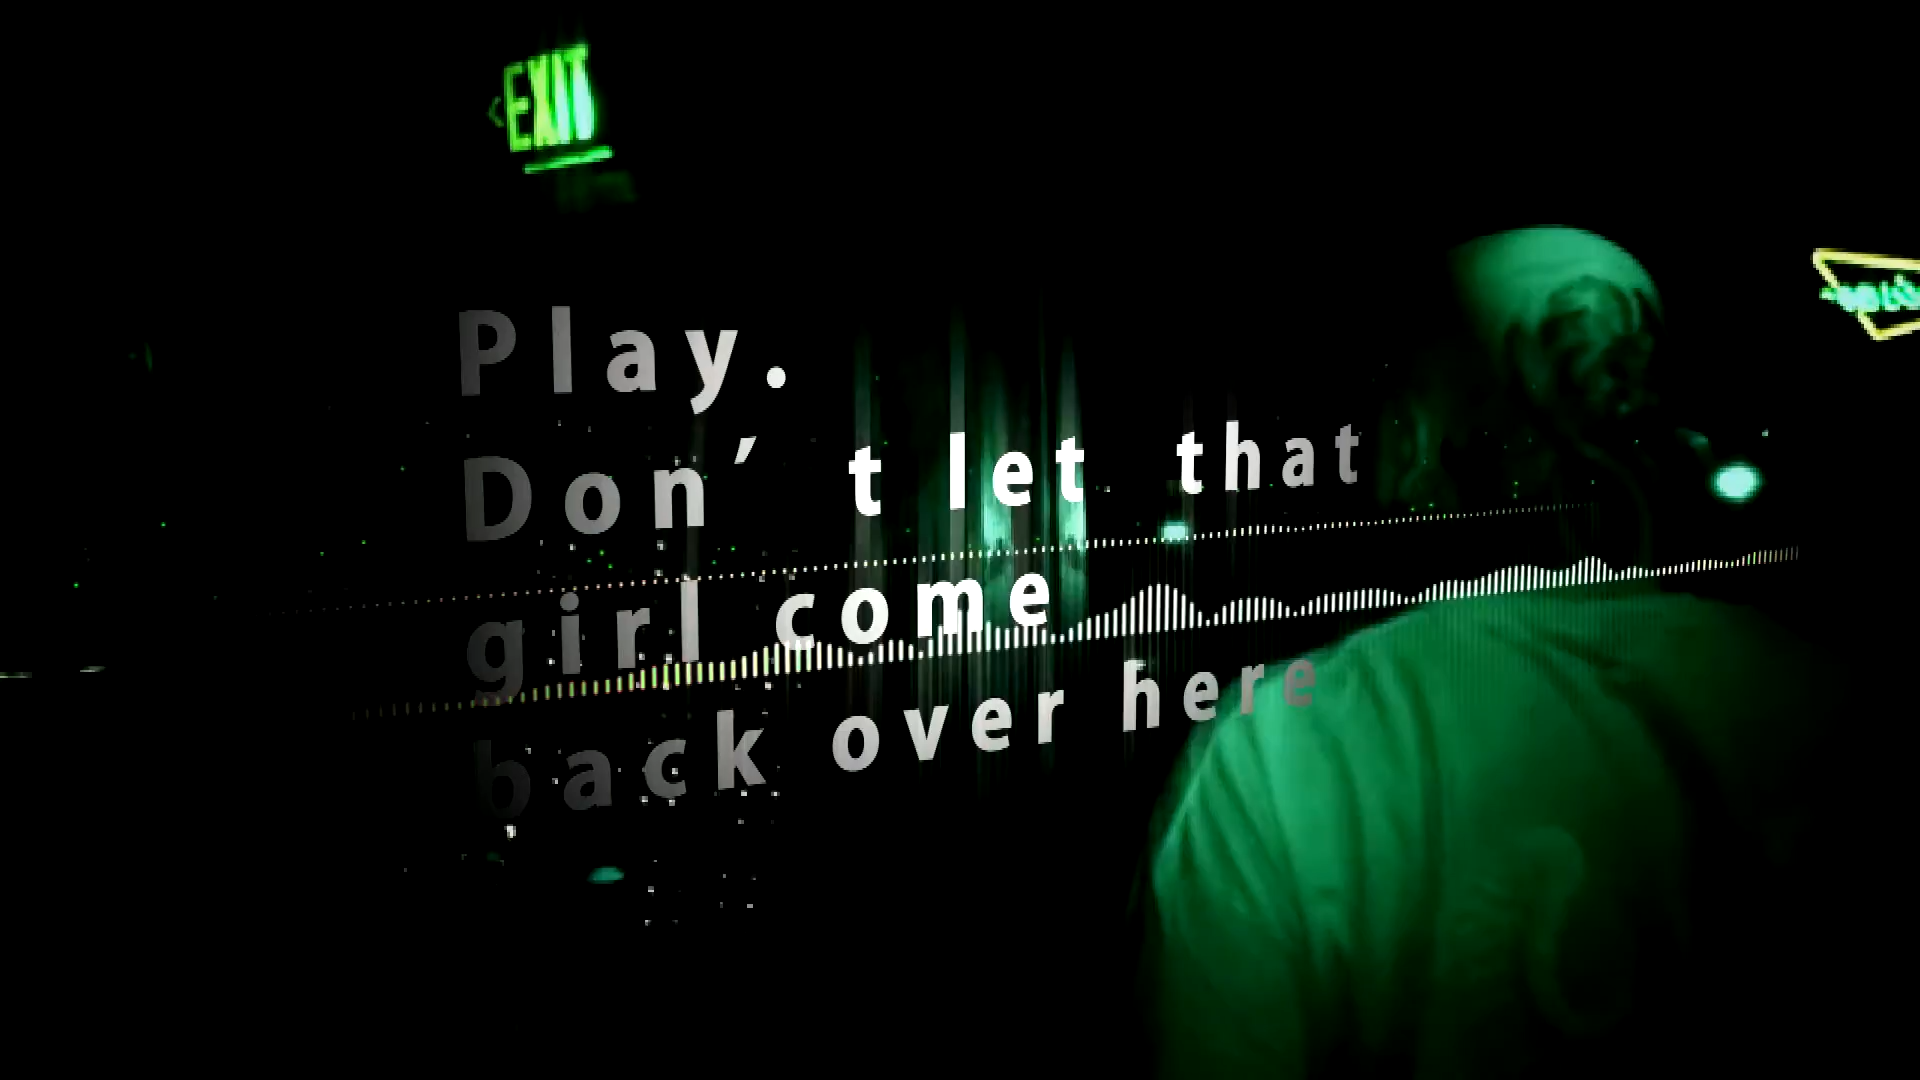 EXIT
Play.
Don’t let that
girl come
back over here